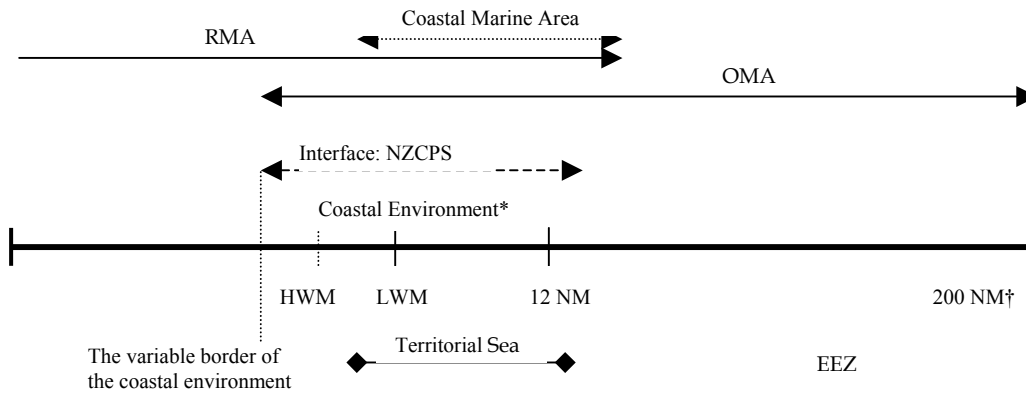 Coastal Marine Area
RMA
OMA
Interface: NZCPS
Coastal Environment*
HWM
LWM
12 NM
200 NM†
The variable border of
the coastal environment
Territorial Sea
EEZ